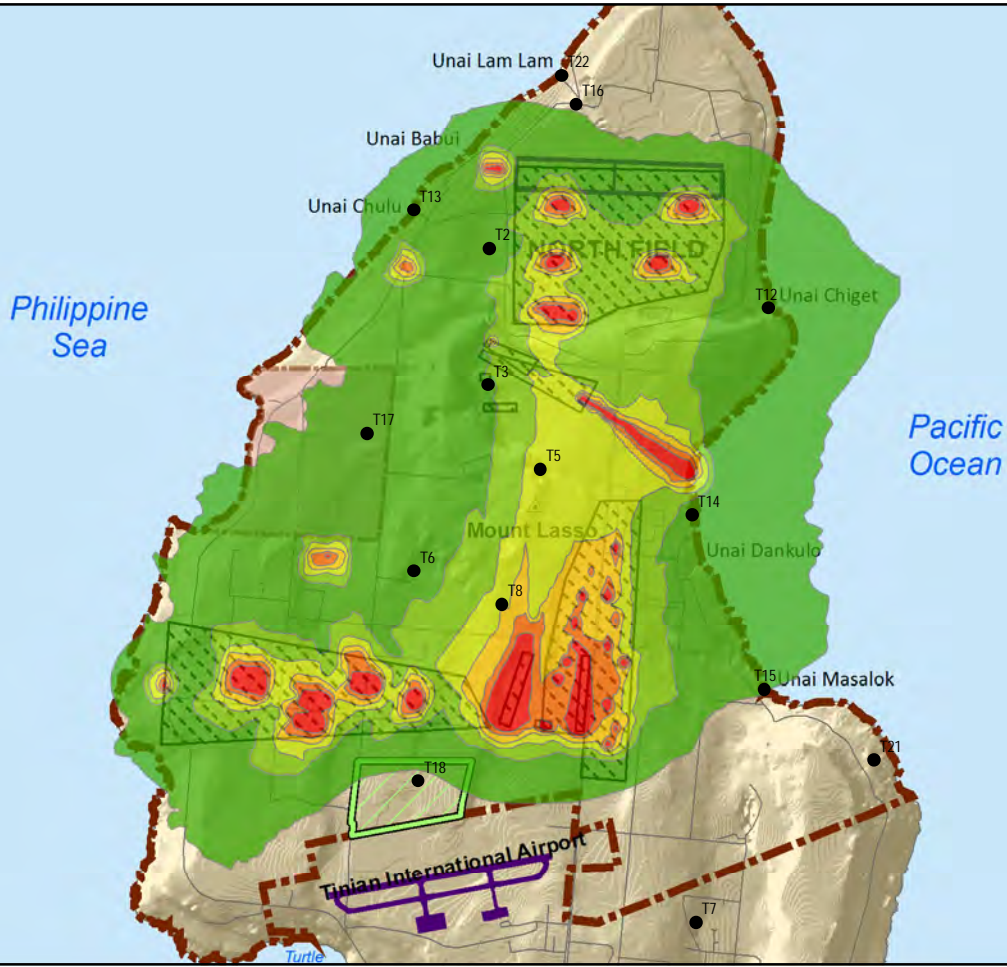 Unai Lam Lam
T22
T16
Unai Babui
Unai Chulu
T13
T2
NORTH FIELD
Philippine
Sea
T12
Unai Chiget
T3
T17
Pacific
Ocean
T5
T14
Mount Lasso
Unai Dankulo
T6
T8
T15
Unai Masalok
T21
T18
Tinian International Airport
T7
Turtle